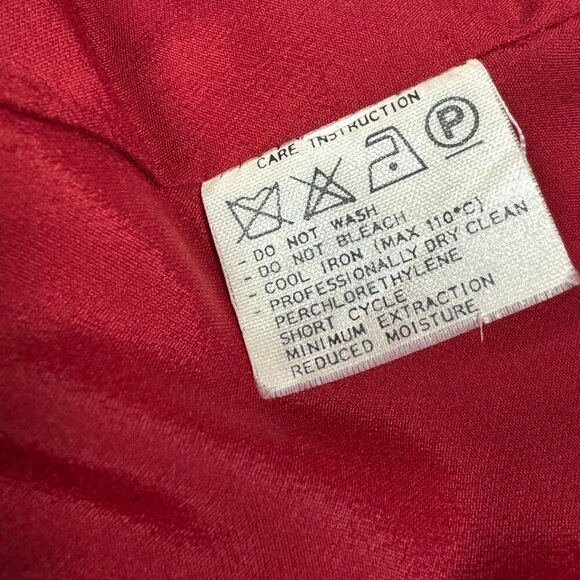 CARE INSTRUCTION
P
- DO NOT WASH
- DO NOT BLEACH
- COOL IRON (MAX 110°C)
- PROFESSIONALLY DRY CLEAN
PERCHLORETHYLENE
SHORT CYCLE
MINIMUM EXTRACTION
REDUCED MOISTURE